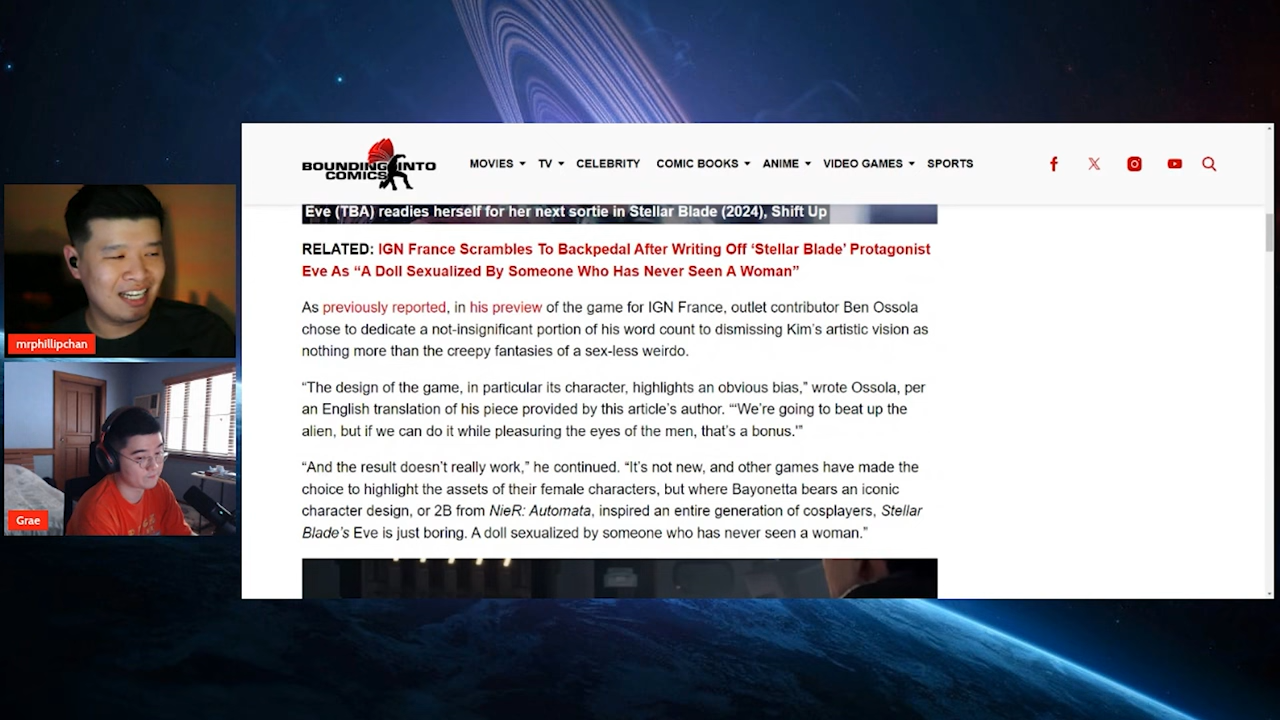 BOUNDING INTO
COMICS
MOVIES TV CELEBRITY COMIC BOOKS ANIME VIDEO GAMES SPORTS
Eve (TBA) readies herself for her next sortie in Stellar Blade (2024), Shift Up
RELATED: IGN France Scrambles To Backpedal After Writing Off ‘Stellar Blade’ Protagonist
Eve As “A Doll Sexualized By Someone Who Has Never Seen A Woman”
As previously reported, in his preview of the game for IGN France, outlet contributor Ben Ossola
chose to dedicate a not-insignificant portion of his word count to dismissing Kim’s artistic vision as
nothing more than the creepy fantasies of a sex-less weirdo.
“The design of the game, in particular its character, highlights an obvious bias,” wrote Ossola, per
an English translation of his piece provided by this article’s author. “‘We’re going to beat up the
alien, but if we can do it while pleasuring the eyes of the men, that’s a bonus.’”
“And the result doesn’t really work,” he continued. “It’s not new, and other games have made the
choice to highlight the assets of their female characters, but where Bayonetta bears an iconic
character design, or 2B from NieR: Automata, inspired an entire generation of cosplayers, Stellar
Blade’s Eve is just boring. A doll sexualized by someone who has never seen a woman.”
mrphillipchan
Grae